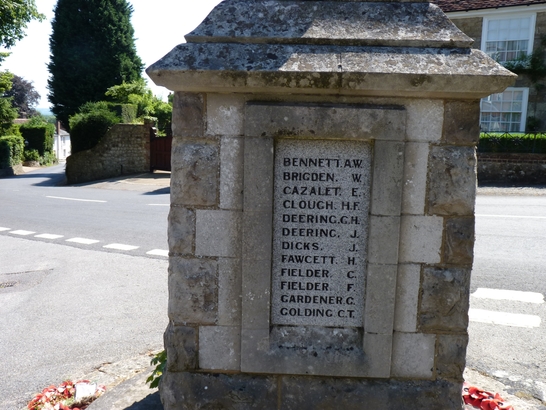 BENNETT. A.W.
BRIGDEN. W.
CAZALET. E.
CLOUGH. H.F.
DEERING. G.H.
DEERING. J.
DICKS. J.
FAWCETT. H.
FIELDER. C.
FIELDER. F.
GARDENER. G.
GOLDING C.T.